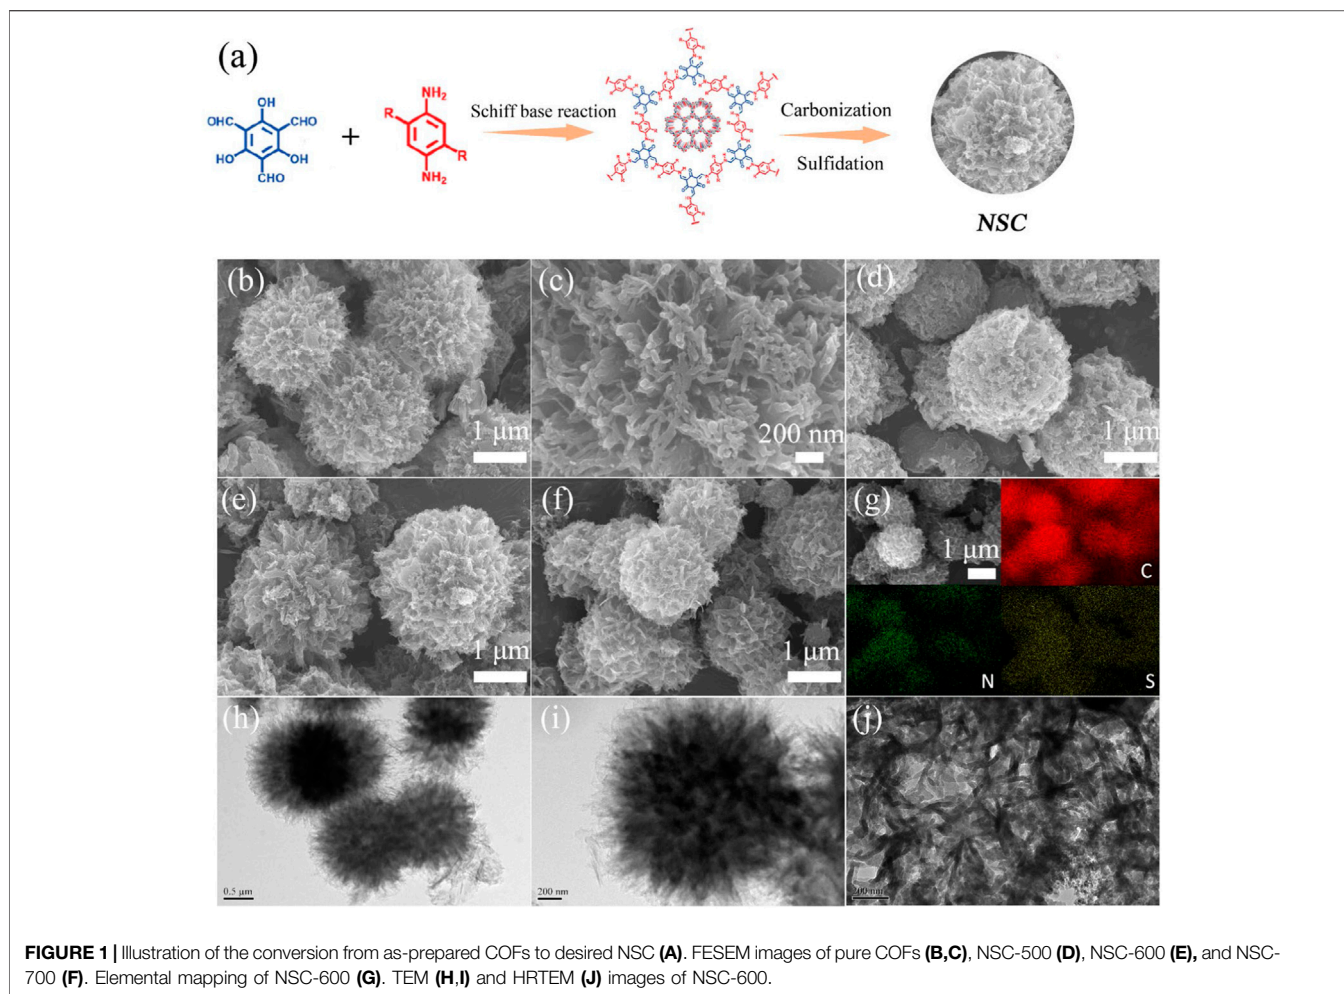 (a)
OH
OHC
CHO
HO
OH
CHO
+
NH₂
R
R
NH₂
Schiff base reaction
Carbonization
Sulfidation
NSC
(b)
1 μm
(c)
200 nm
(d)
1 μm
(e)
1 μm
(f)
1 μm
(g)
1 μm
C
N
S
(h)
0.5 μm
(i)
200 nm
(j)
200 nm
FIGURE 1 | Illustration of the conversion from as-prepared COFs to desired NSC (A). FESEM images of pure COFs (B,C), NSC-500 (D), NSC-600 (E), and NSC-
700 (F). Elemental mapping of NSC-600 (G). TEM (H,I) and HRTEM (J) images of NSC-600.